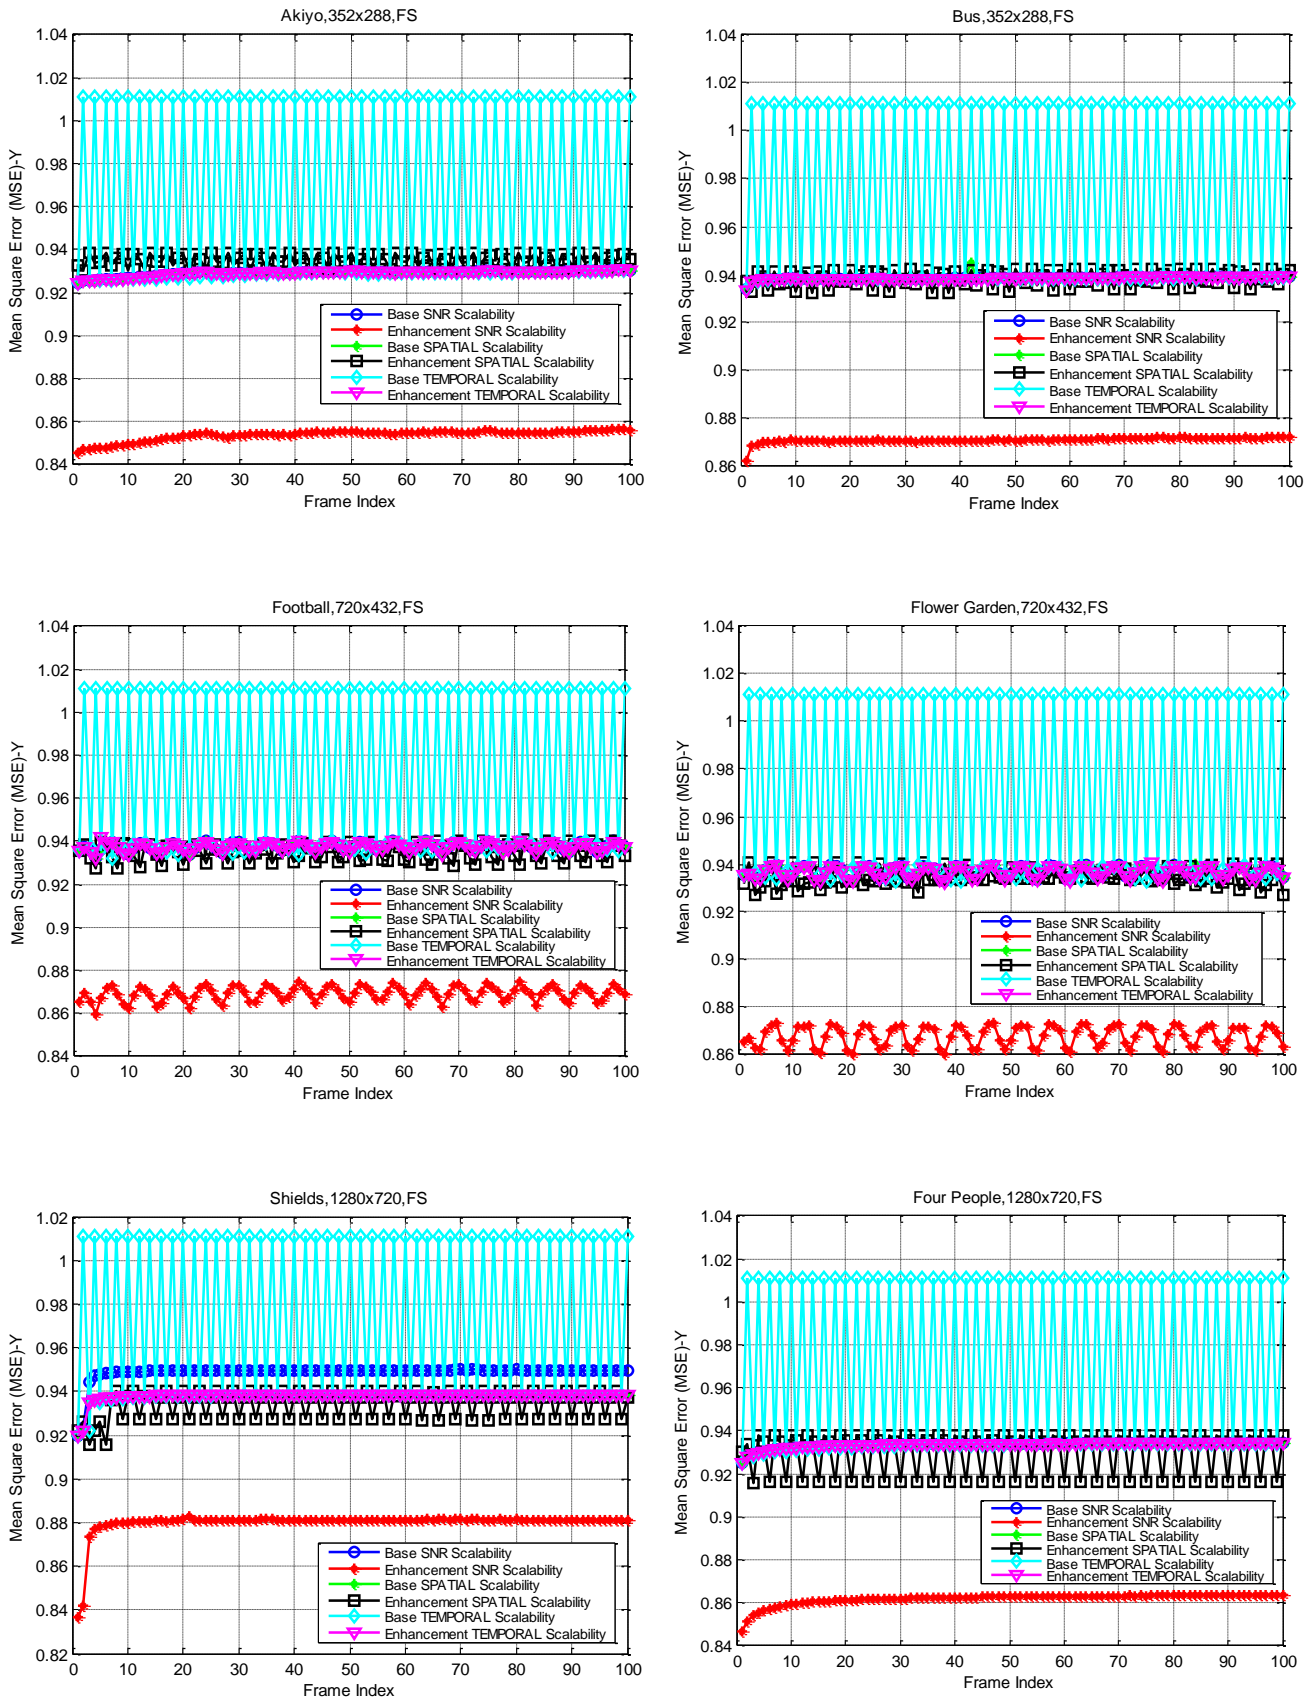 Akiyo,352x288,FS
1.04
1.02
1
0.98
0.96
0.94
0.92
0.9
0.88
0.86
0.84
Mean Square Error (MSE)-Y
Base SNR Scalability
Enhancement SNR Scalability
Base SPATIAL Scalability
Enhancement SPATIAL Scalability
Base TEMPORAL Scalability
Enhancement TEMPORAL Scalability
0 10 20 30 40 50 60 70 80 90 100
Frame Index
Bus,352x288,FS
1.04
1.02
1
0.98
0.96
0.94
0.92
0.9
0.88
0.86
Mean Square Error (MSE)-Y
Base SNR Scalability
Enhancement SNR Scalability
Base SPATIAL Scalability
Enhancement SPATIAL Scalability
Base TEMPORAL Scalability
Enhancement TEMPORAL Scalability
0 10 20 30 40 50 60 70 80 90 100
Frame Index
Football,720x432,FS
1.04
1.02
1
0.98
0.96
0.94
0.92
0.9
0.88
0.86
0.84
Mean Square Error (MSE)-Y
Base SNR Scalability
Enhancement SNR Scalability
Base SPATIAL Scalability
Enhancement SPATIAL Scalability
Base TEMPORAL Scalability
Enhancement TEMPORAL Scalability
0 10 20 30 40 50 60 70 80 90 100
Frame Index
Flower Garden,720x432,FS
1.04
1.02
1
0.98
0.96
0.94
0.92
0.9
0.88
0.86
Mean Square Error (MSE)-Y
Base SNR Scalability
Enhancement SNR Scalability
Base SPATIAL Scalability
Enhancement SPATIAL Scalability
Base TEMPORAL Scalability
Enhancement TEMPORAL Scalability
0 10 20 30 40 50 60 70 80 90 100
Frame Index
Shields,1280x720,FS
1.02
1
0.98
0.96
0.94
0.92
0.9
0.88
0.86
0.84
0.82
Mean Square Error (MSE)-Y
Base SNR Scalability
Enhancement SNR Scalability
Base SPATIAL Scalability
Enhancement SPATIAL Scalability
Base TEMPORAL Scalability
Enhancement TEMPORAL Scalability
0 10 20 30 40 50 60 70 80 90 100
Frame Index
Four People,1280x720,FS
1.04
1.02
1
0.98
0.96
0.94
0.92
0.9
0.88
0.86
0.84
Mean Square Error (MSE)-Y
Base SNR Scalability
Enhancement SNR Scalability
Base SPATIAL Scalability
Enhancement SPATIAL Scalability
Base TEMPORAL Scalability
Enhancement TEMPORAL Scalability
0 10 20 30 40 50 60 70 80 90 100
Frame Index